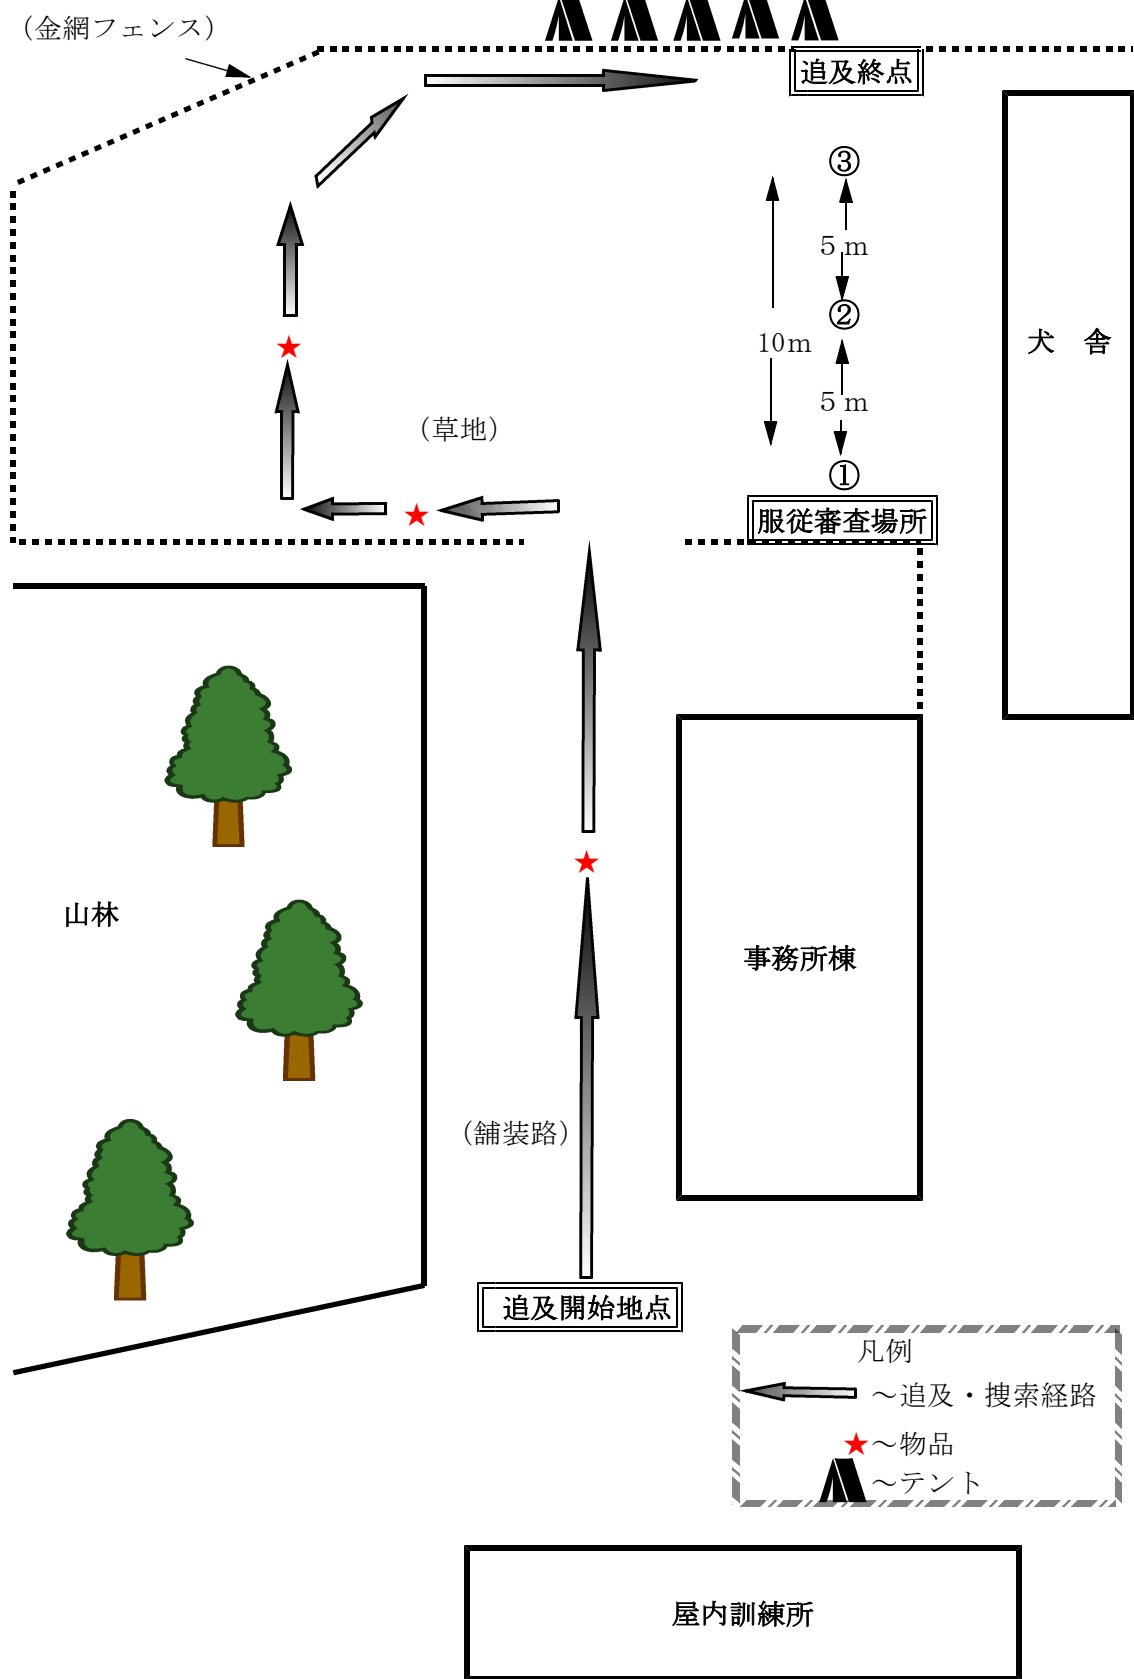 （金網フェンス）
追及終点
③
５ｍ
②
10ｍ
５ｍ
①
犬　舎
（草地）
服従審査場所
山林
事務所棟
（舗装路）
追及開始地点
凡例
～追及・捜索経路
～物品
～テント
屋内訓練所